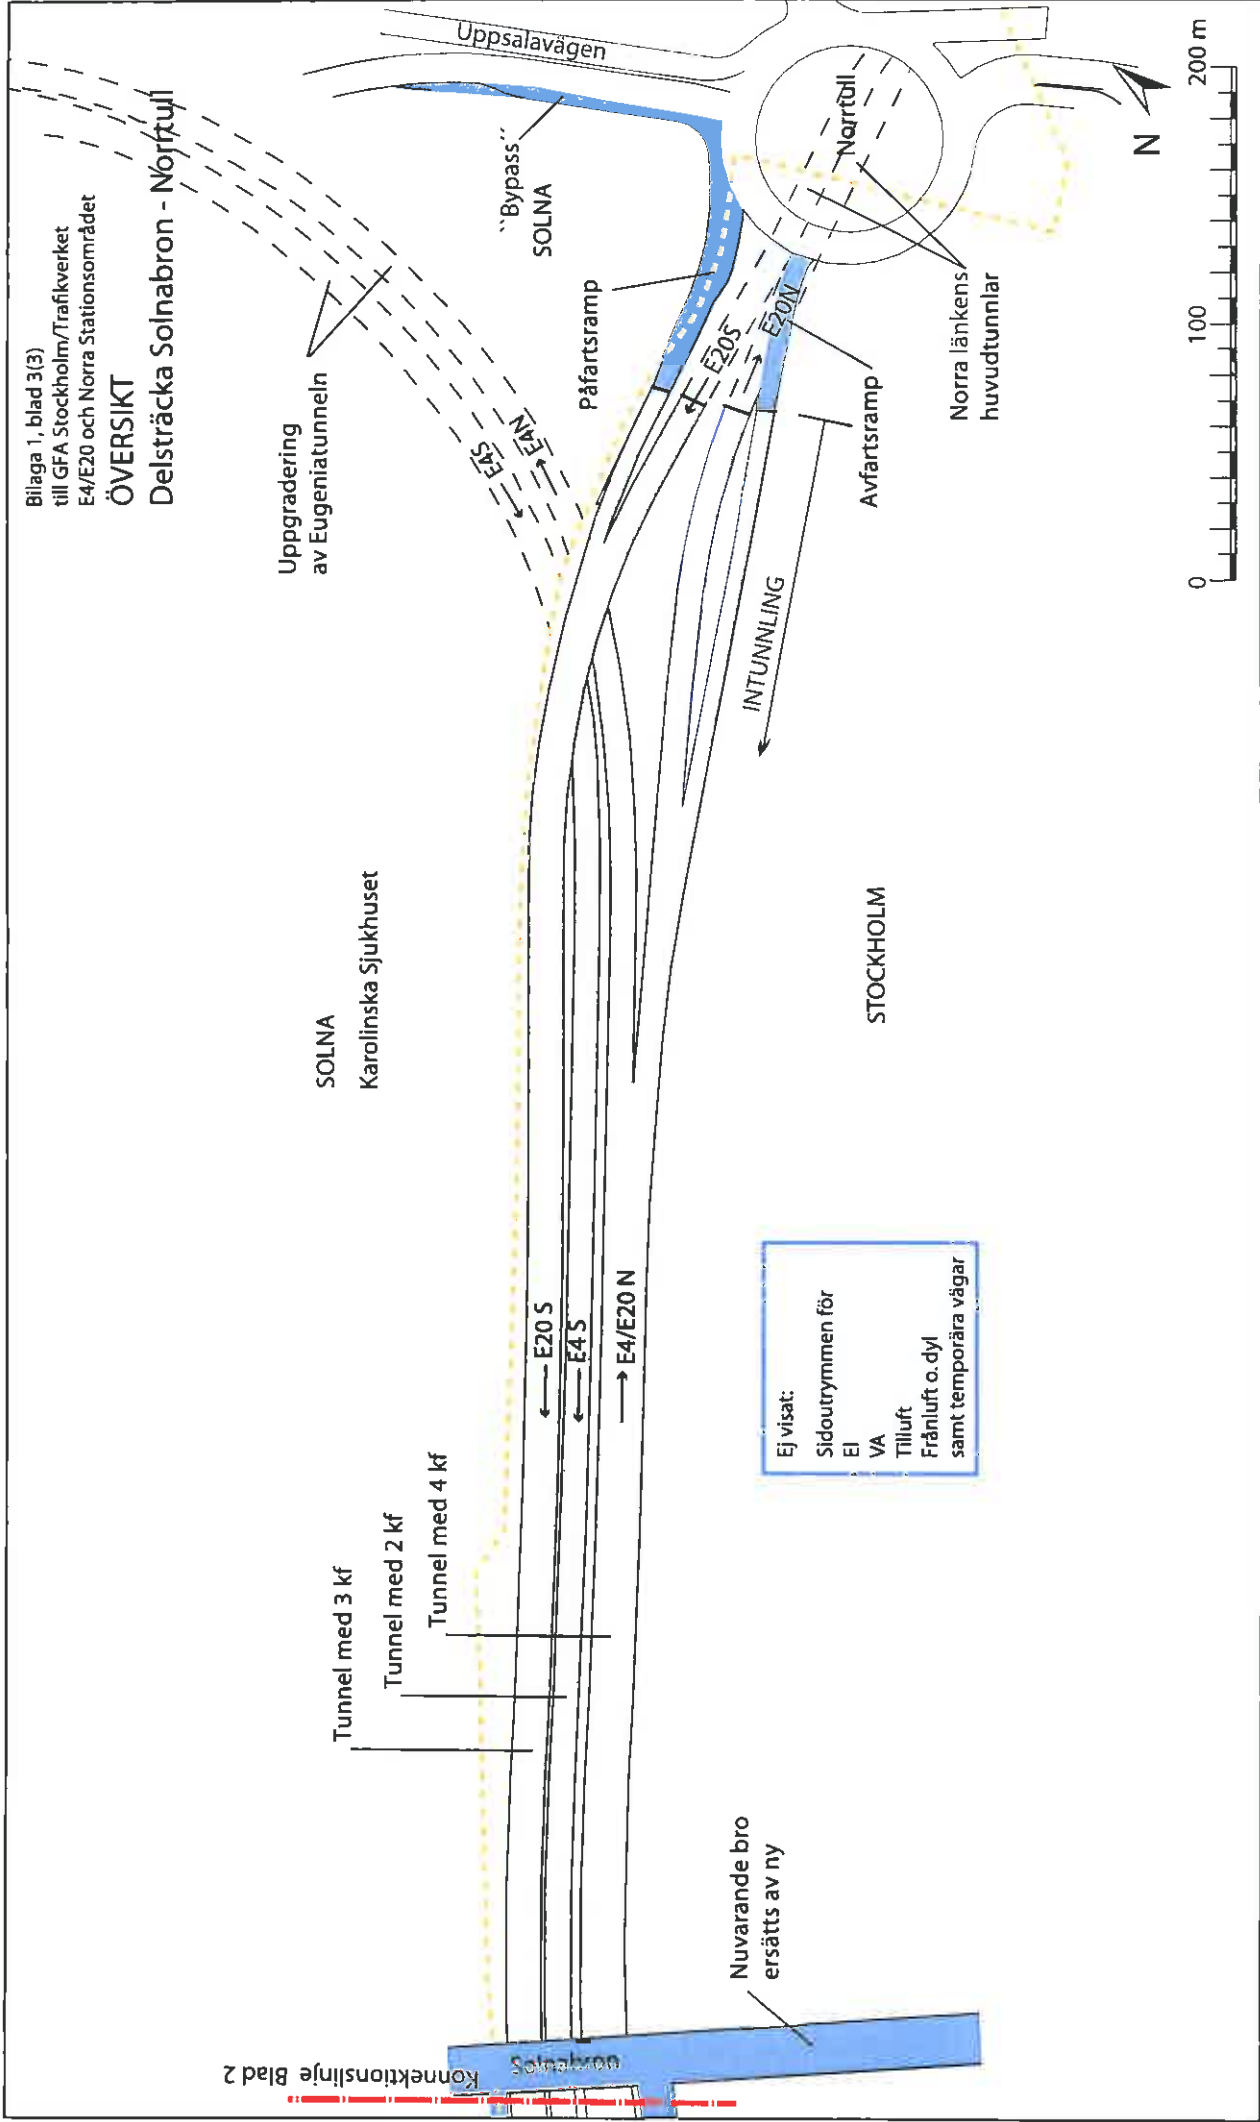 Bilaga 1, blad 3(3)
till GFA Stockholm/Trafikverket
E4/E20 och Norra Stationsområdet
ÖVERSIKT
Delsträcka Solnabron - Norrtull
Uppsalavägen
"Bypass"
SOLNA
Norrtull
Påfartsramp
Uppgradering
av Eugeniatunneln
E4S
E4N
E20S
E20N
Norra länkens
huvudtunnlar
Avfartsramp
INTUNNLING
N
0 100 200 m
SOLNA
Karolinska Sjukhuset
STOCKHOLM
E20 S
E4 S
E4/E20 N
Tunnel med 3 kf
Tunnel med 2 kf
Tunnel med 4 kf
Ej visat:
Sidoutrymmen för
El
VA
Tilluft
Frånluft o.dyl
samt temporära vägar
Nuvarande bro
ersätts av ny
Solnabron
Konnektionslinje Blad 2